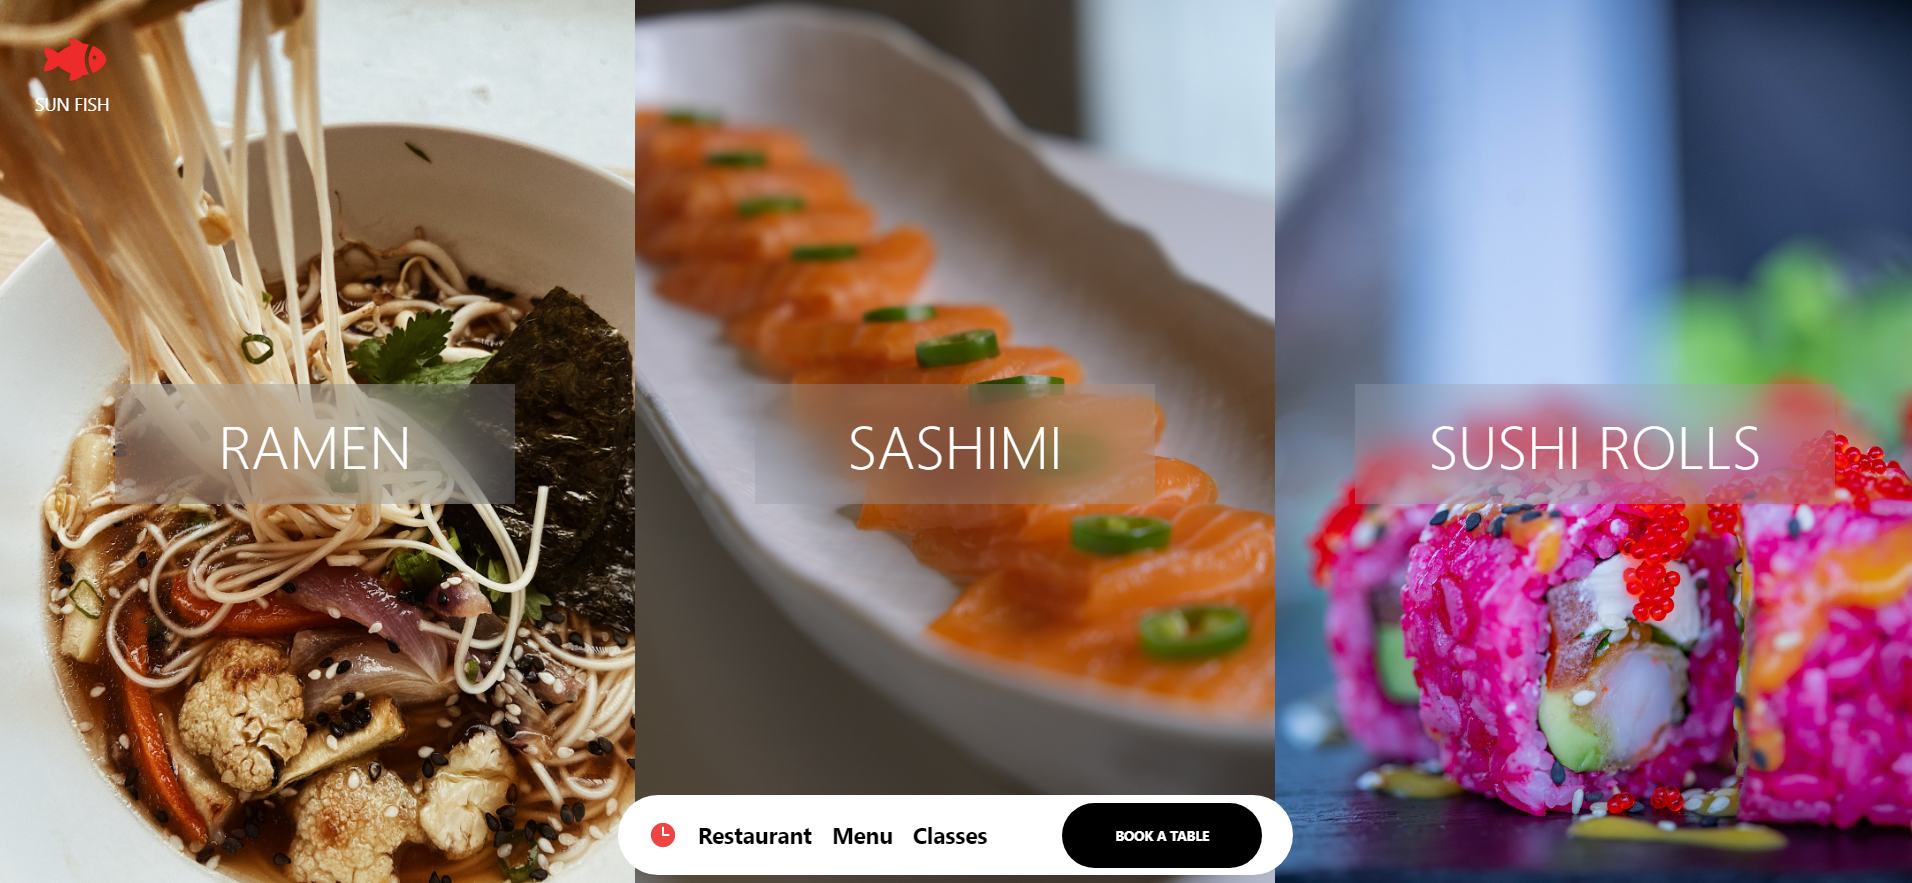 SUN FISH
RAMEN
SASHIMI
SUSHI ROLLS
Restaurant Menu Classes
BOOK A TABLE